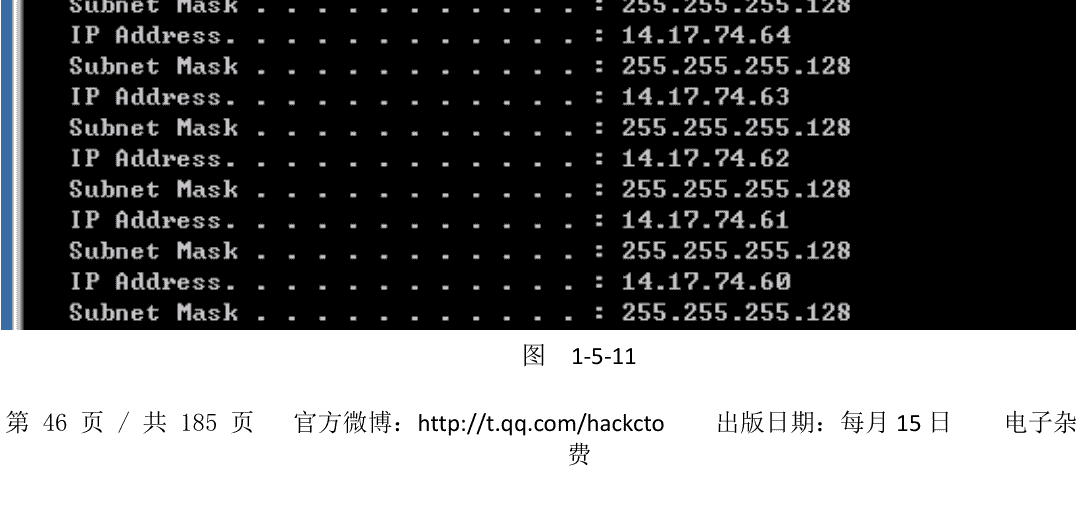 Subnet Mask . . . . . . . . . . . : 255.255.255.128
IP Address. . . . . . . . . . . . : 14.17.74.64
Subnet Mask . . . . . . . . . . . : 255.255.255.128
IP Address. . . . . . . . . . . . : 14.17.74.63
Subnet Mask . . . . . . . . . . . : 255.255.255.128
IP Address. . . . . . . . . . . . : 14.17.74.62
Subnet Mask . . . . . . . . . . . : 255.255.255.128
IP Address. . . . . . . . . . . . : 14.17.74.61
Subnet Mask . . . . . . . . . . . : 255.255.255.128
IP Address. . . . . . . . . . . . : 14.17.74.60
Subnet Mask . . . . . . . . . . . : 255.255.255.128
图 1-5-11
第 46 页 / 共 185 页 官方微博：http://t.qq.com/hackcto 出版日期：每月 15 日 电子杂
费